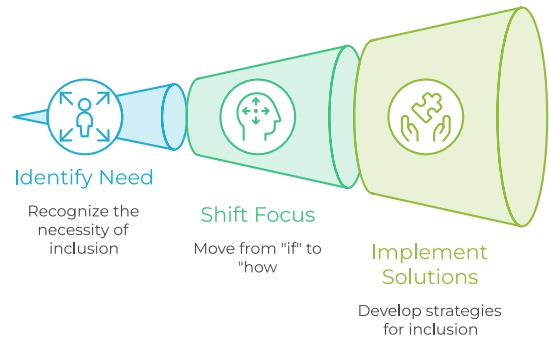 Identify Need
Recognize the
necessity of
inclusion
Shift Focus
Move from "if" to
"how
Implement
Solutions
Develop strategies
for inclusion